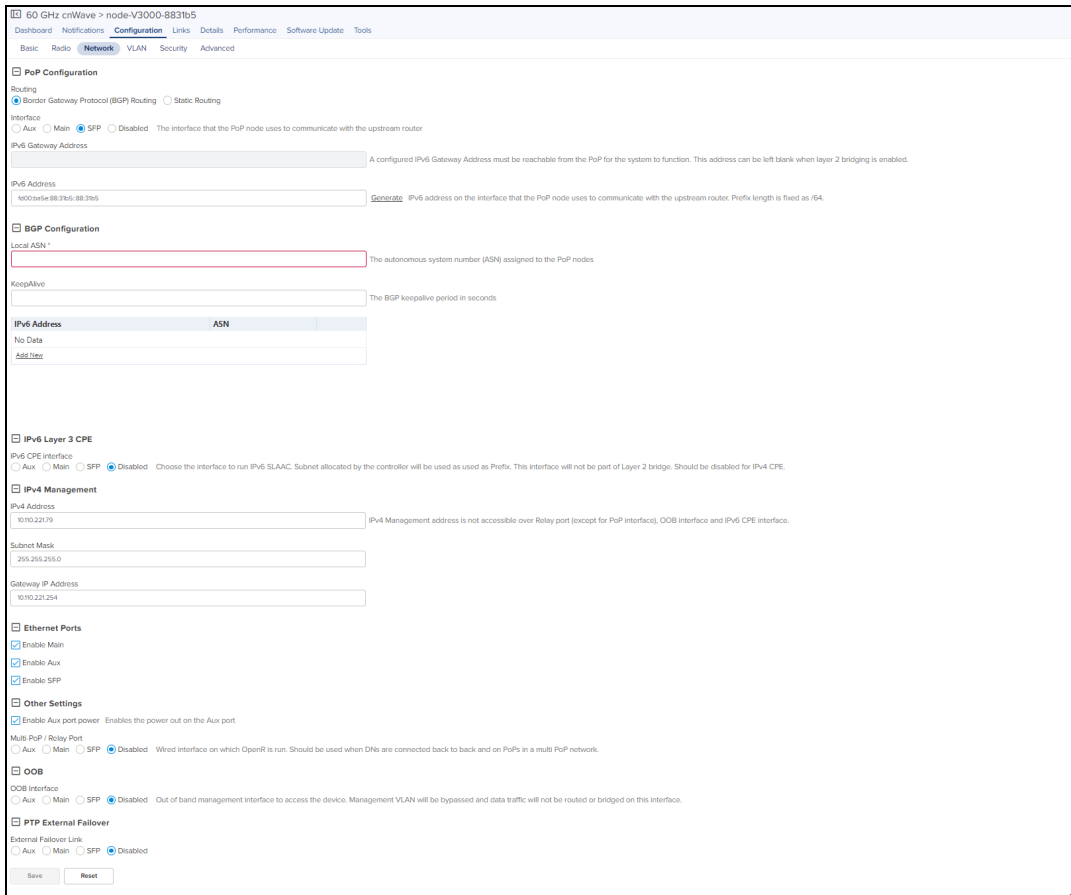 60 GHz cnWave > node-V3000-8831b5
Dashboard Notifications Configuration Links Details Performance Software Update Tools
Basic Radio Network VLAN Security Advanced
PoP Configuration
Routing
Border Gateway Protocol (BGP) Routing Static Routing
Interface
Aux Main SFP Disabled The interface that the PoP node uses to communicate with the upstream router
IPv6 Gateway Address
A configured IPv6 Gateway Address must be reachable from the PoP for the system to function. This address can be left blank when layer 2 bridging is enabled.
IPv6 Address
fd00:ba5e:88:31b5::88:31b5 Generate IPv6 address on the interface that the PoP node uses to communicate with the upstream router. Prefix length is fixed as /64.
BGP Configuration
Local ASN *
The autonomous system number (ASN) assigned to the PoP nodes
KeepAlive
The BGP keepalive period in seconds
IPv6 Address ASN
No Data
Add New
IPv6 Layer 3 CPE
IPv6 CPE interface
Aux Main SFP Disabled Choose the interface to run IPv6 SLAAC. Subnet allocated by the controller will be used as used as Prefix. This interface will not be part of Layer 2 bridge. Should be disabled for IPv4 CPE.
IPv4 Management
IPv4 Address
10.110.221.79 IPv4 Management address is not accessible over Relay port (except for PoP interface), OOB interface and IPv6 CPE interface.
Subnet Mask
255.255.255.0
Gateway IP Address
10.110.221.254
Ethernet Ports
Enable Main
Enable Aux
Enable SFP
Other Settings
Enable Aux port power Enables the power out on the Aux port
Multi PoP / Relay Port
Aux Main SFP Disabled Wired interface on which OpenR is run. Should be used when DNs are connected back to back and on PoPs in a multi PoP network.
OOB
OOB Interface
Aux Main SFP Disabled Out of band management interface to access the device. Management VLAN will be bypassed and data traffic will not be routed or bridged on this interface.
PTP External Failover
External Failover Link
Aux Main SFP Disabled
Save Reset